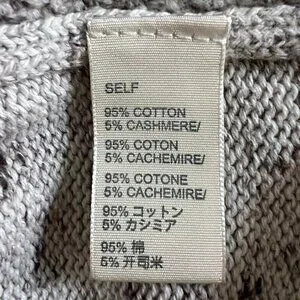 SELF
95% COTTON
5% CASHMERE/
95% COTON
5% CACHEMIRE/
95% COTONE
5% CACHEMIRE/
95% コットン
5% カシミア
95% 棉
5% 开司米